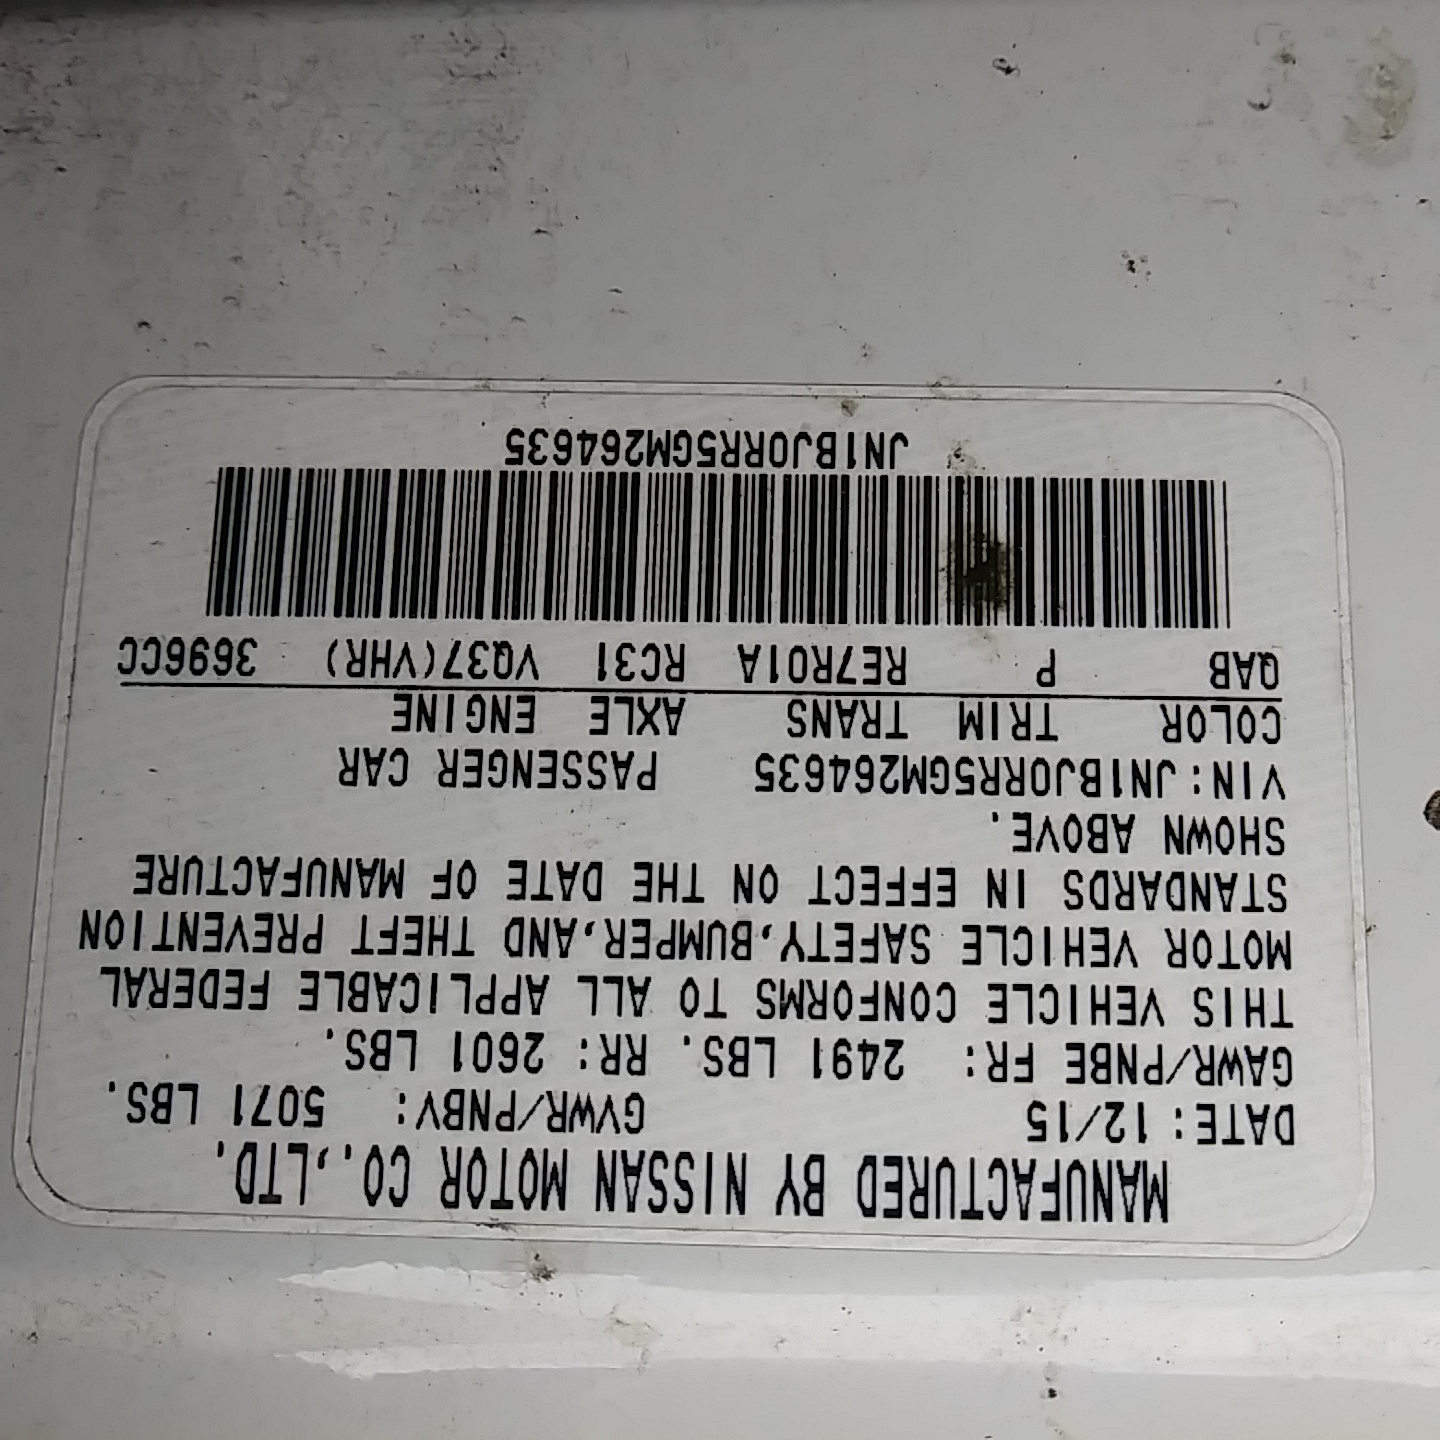 MANUFACTURED BY NISSAN MOTOR CO.,LTD.
DATE: 12/15 GVWR/PNBV: 5071 LBS.
GAWR/PNBE FR: 2491 LBS. RR: 2601 LBS.
THIS VEHICLE CONFORMS TO ALL APPLICABLE FEDERAL
MOTOR VEHICLE SAFETY,BUMPER,AND THEFT PREVENTION
STANDARDS IN EFFECT ON THE DATE OF MANUFACTURE
SHOWN ABOVE.
VIN:JN1BJ0RR5GM264635 PASSENGER CAR
COLOR TRIM TRANS AXLE ENGINE
QAB P RE7R01A RC31 VQ37(VHR) 3696CC
JN1BJ0RR5GM264635